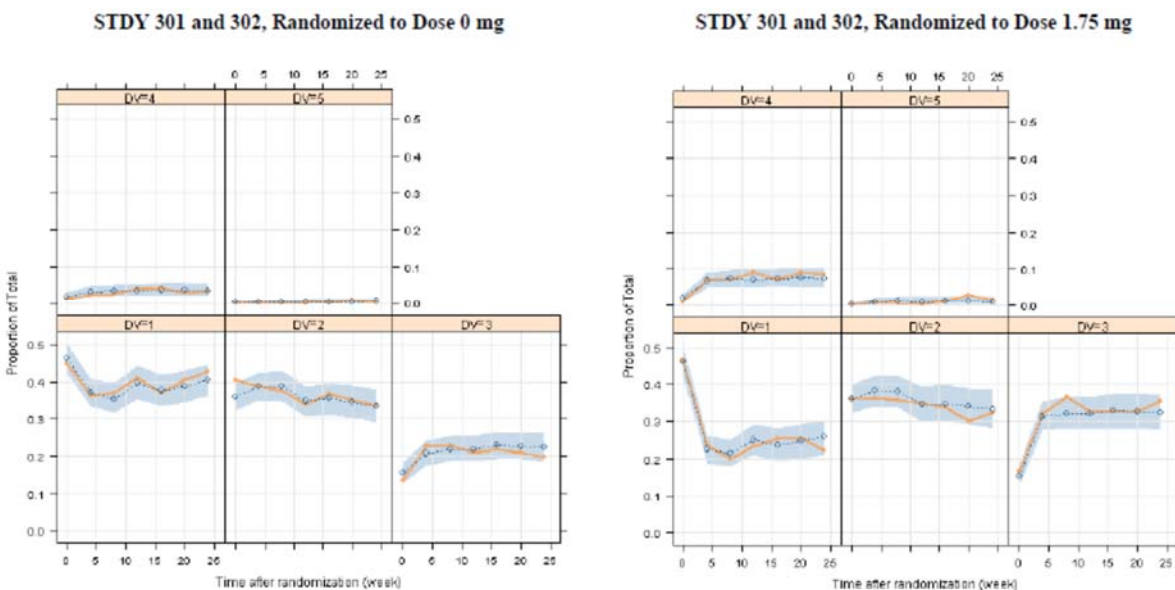 STDY 301 and 302, Randomized to Dose 0 mg
0 5 10 15 20 25
DV=4 DV=5
0.5
0.4
0.3
0.2
0.1
0.0
Proportion of Total
DV=1 DV=2 DV=3
0.5
0.4
0.3
0.2
0.1
0.0
0 5 10 15 20 25 0 5 10 15 20 25
Time after randomization (week)
STDY 301 and 302, Randomized to Dose 1.75 mg
0 5 10 15 20 25
DV=4 DV=5
0.5
0.4
0.3
0.2
0.1
0.0
Proportion of Total
DV=1 DV=2 DV=3
0.5
0.4
0.3
0.2
0.1
0.0
0 5 10 15 20 25 0 5 10 15 20 25
Time after randomization (week)